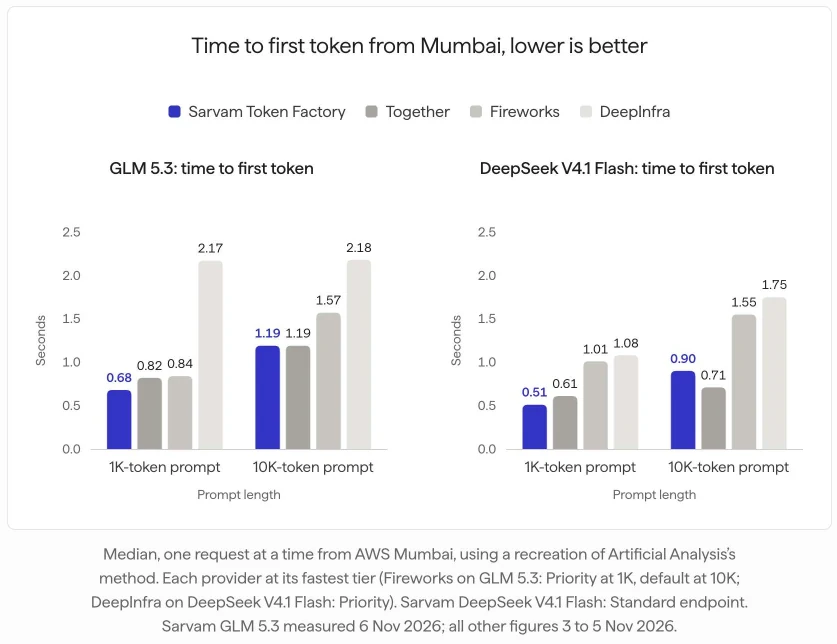 Time to first token from Mumbai, lower is better
Sarvam Token Factory Together Fireworks DeepInfra
GLM 5.3: time to first token
2.5
2.0
1.5
1.0
0.5
0.0
Seconds
0.68 0.82 0.84 2.17
1.19 1.19 1.57 2.18
1K-token prompt 10K-token prompt
Prompt length
DeepSeek V4.1 Flash: time to first token
2.5
2.0
1.5
1.0
0.5
0.0
Seconds
0.51 0.61 1.01 1.08
0.90 0.71 1.55 1.75
1K-token prompt 10K-token prompt
Prompt length
Median, one request at a time from AWS Mumbai, using a recreation of Artificial Analysis's
method. Each provider at its fastest tier (Fireworks on GLM 5.3: Priority at 1K, default at 10K;
DeepInfra on DeepSeek V4.1 Flash: Priority). Sarvam DeepSeek V4.1 Flash: Standard endpoint.
Sarvam GLM 5.3 measured 6 Nov 2026; all other figures 3 to 5 Nov 2026.